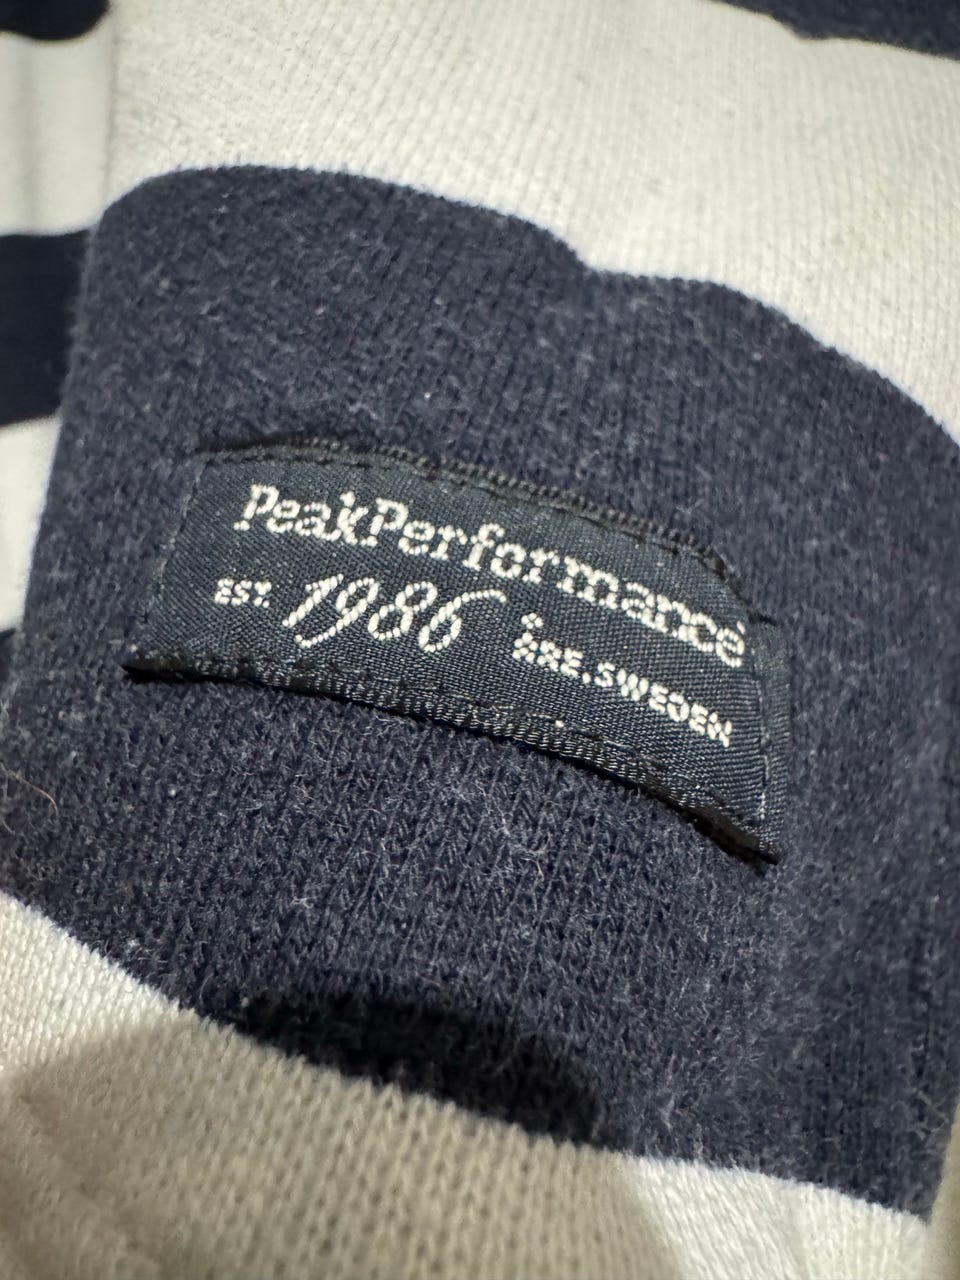 PeakPerformance
EST. 1986 ÅRE.SWEDEN